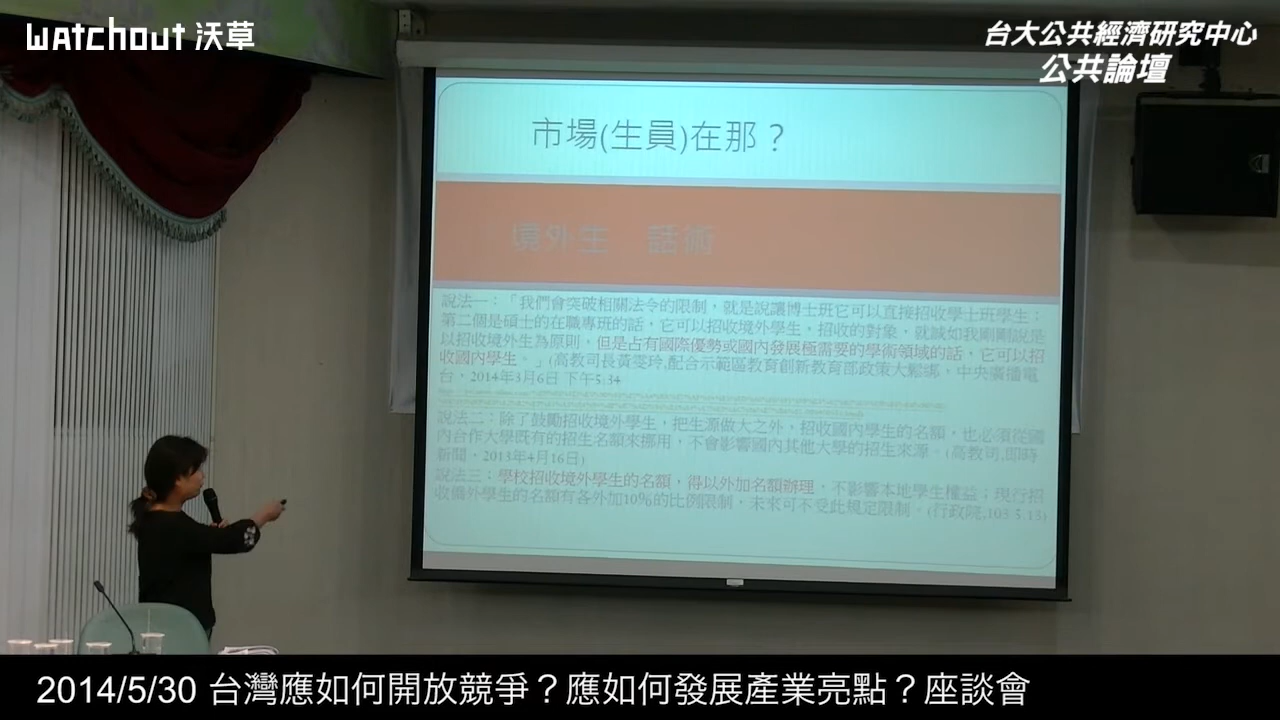 WATCHOUT 沃草
台大公共經濟研究中心
公共論壇
市場(生員)在那？
境外生 話術
說法一：「我們會突破相關法令的限制，就是說讓博士班它可以直接招收學士班學生；
第二個是碩士的在職專班的話，它可以招收境外學生。招收的對象，就誠如我剛剛說是
以招收境外生為原則，但是占有國際優勢或國內發展極需要的學術領域的話，它可以招
收國內學生。」(高教司長黃雯玲,配合示範區教育創新教育部政策大鬆綁，中央廣播電
台，2014年3月6日 下午5:34
說法二：除了鼓勵招收境外學生，把生源做大之外，招收國內學生的名額，也必須從國
內合作大學既有的招生名額來挪用，不會影響國內其他大學的招生來源。(高教司,即時
新聞，2013年4月16日)
說法三：學校招收境外學生的名額，得以外加名額辦理，不影響本地學生權益；現行招
收僑外學生的名額有各外加10%的比例限制，未來可不受此規定限制。(行政院,103.5.13)
2014/5/30 台灣應如何開放競爭？應如何發展產業亮點？座談會